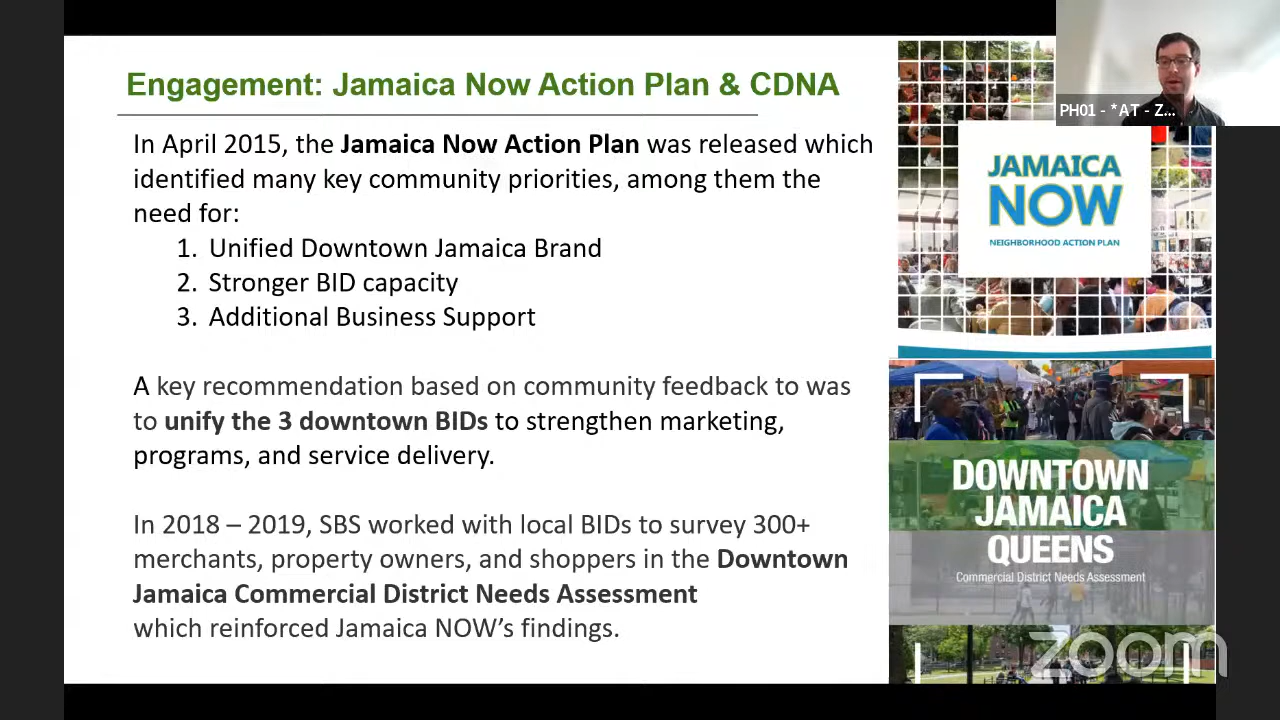 Engagement: Jamaica Now Action Plan & CDNA
In April 2015, the Jamaica Now Action Plan was released which
identified many key community priorities, among them the
need for:
1. Unified Downtown Jamaica Brand
2. Stronger BID capacity
3. Additional Business Support
A key recommendation based on community feedback to was
to unify the 3 downtown BIDs to strengthen marketing,
programs, and service delivery.
In 2018 – 2019, SBS worked with local BIDs to survey 300+
merchants, property owners, and shoppers in the Downtown
Jamaica Commercial District Needs Assessment
which reinforced Jamaica NOW's findings.
PH01 - *AT - Z...
JAMAICA
NOW
NEIGHBORHOOD ACTION PLAN
DOWNTOWN
JAMAICA
QUEENS
Commercial District Needs Assessment
zoom